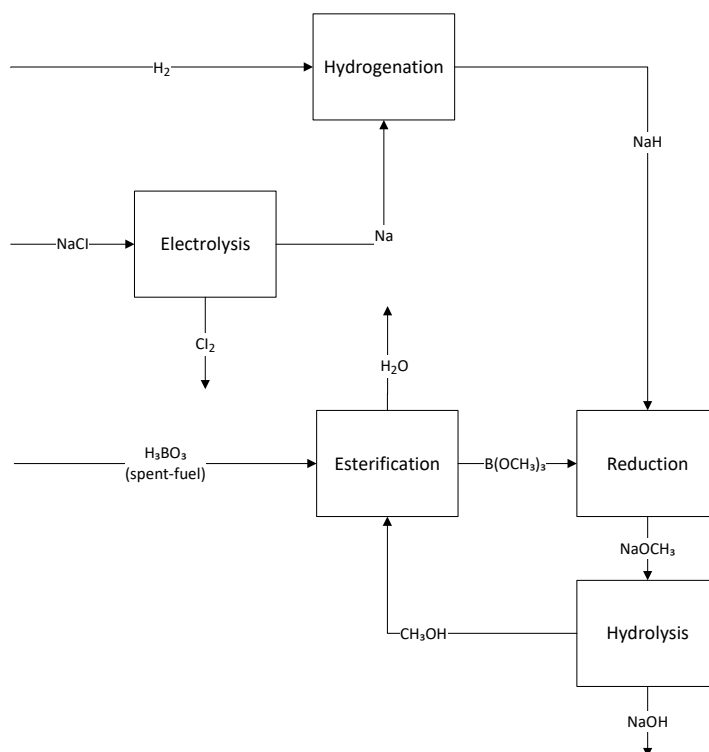 H₂
Hydrogenation
NaH
NaCl
Electrolysis
Na
Cl₂
H₂O
H₃BO₃
(spent-fuel)
Esterification
B(OCH₃)₃
Reduction
NaOCH₃
CH₃OH
Hydrolysis
NaOH